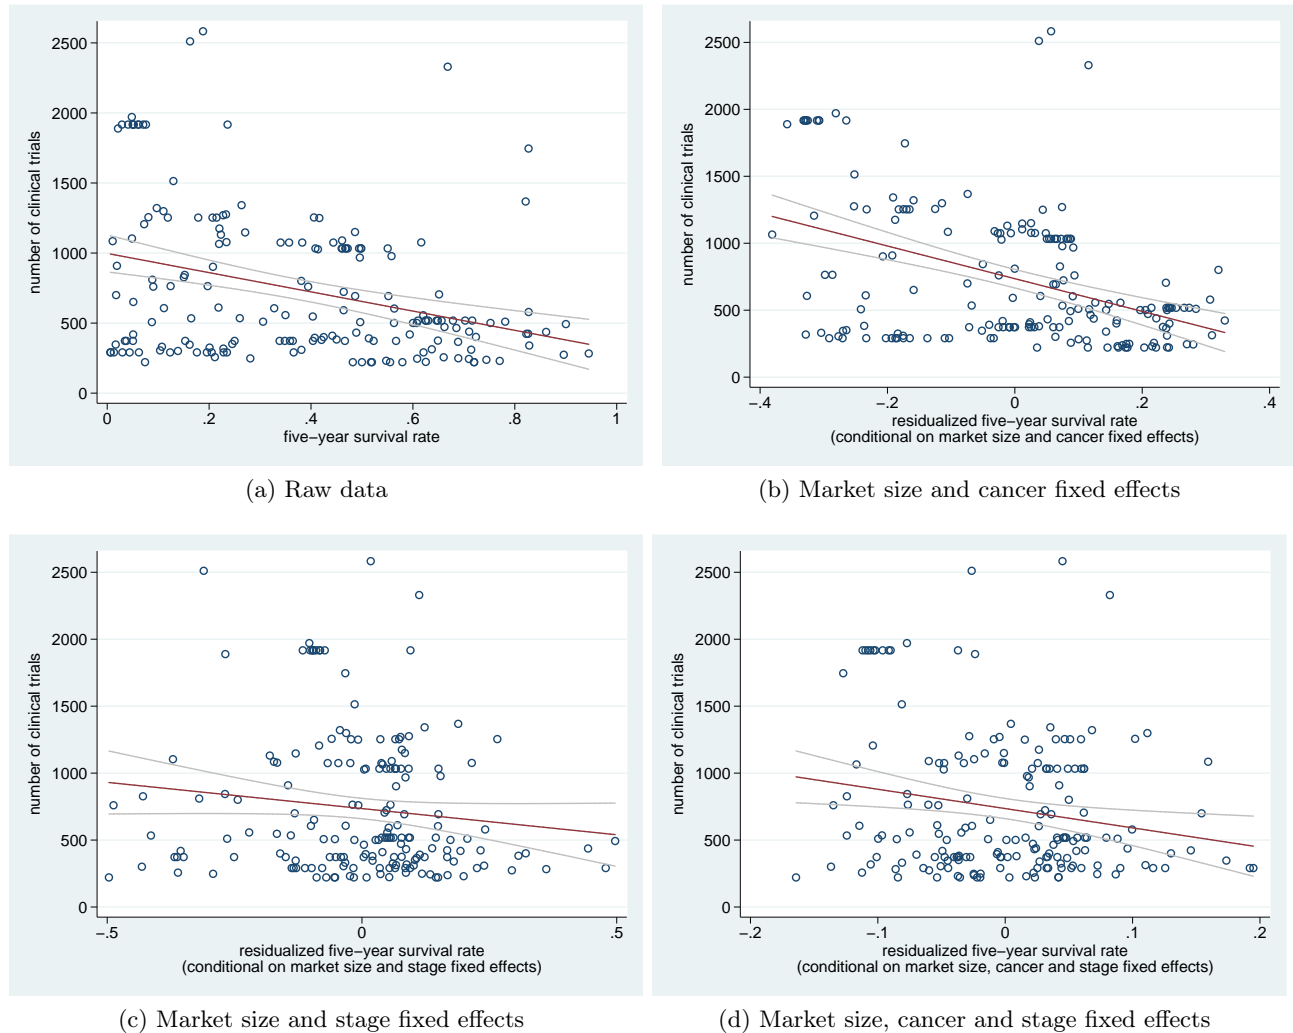 number of clinical trials
2500
2000
1500
1000
500
0
0 .2 .4 .6 .8 1
five−year survival rate
(a) Raw data
number of clinical trials
2500
2000
1500
1000
500
0
−.4 −.2 0 .2 .4
residualized five−year survival rate
(conditional on market size and cancer fixed effects)
(b) Market size and cancer fixed effects
number of clinical trials
2500
2000
1500
1000
500
0
−.5 0 .5
residualized five−year survival rate
(conditional on market size and stage fixed effects)
(c) Market size and stage fixed effects
number of clinical trials
2500
2000
1500
1000
500
0
−.2 −.1 0 .1 .2
residualized five−year survival rate
(conditional on market size, cancer and stage fixed effects)
(d) Market size, cancer and stage fixed effects